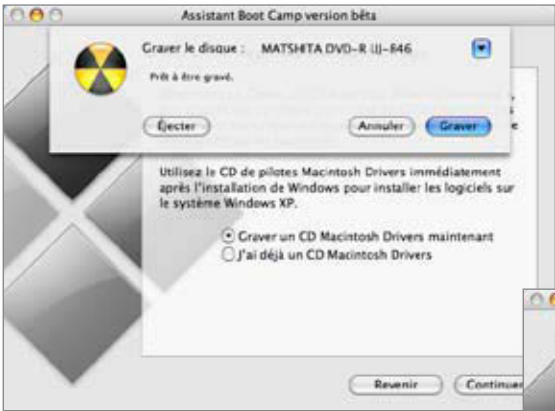 Assistant Boot Camp version bêta
Graver le disque : MATSHITA DVD-R UJ-846
Prêt à être gravé.
Éjecter
Annuler
Graver
Utilisez le CD de pilotes Macintosh Drivers immédiatement
après l'installation de Windows pour installer les logiciels sur
le système Windows XP.
Graver un CD Macintosh Drivers maintenant
J'ai déjà un CD Macintosh Drivers
Revenir
Continuer